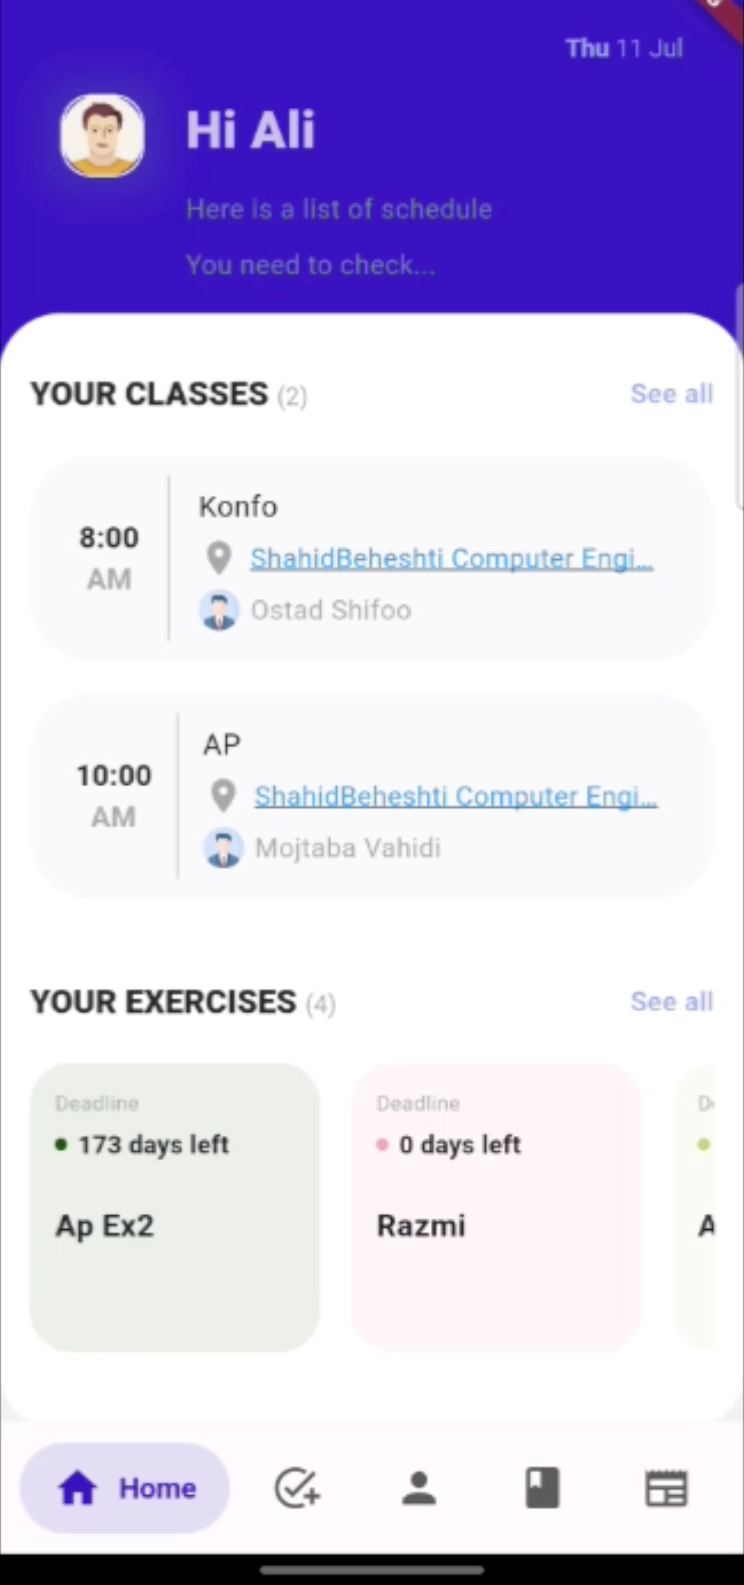 Thu 11 Jul
Hi Ali
Here is a list of schedule
You need to check...
YOUR CLASSES (2)
See all
8:00
AM
Konfo
ShahidBeheshti Computer Engi...
Ostad Shifoo
10:00
AM
AP
ShahidBeheshti Computer Engi...
Mojtaba Vahidi
YOUR EXERCISES (4)
See all
Deadline
173 days left
Ap Ex2
Deadline
0 days left
Razmi
Home